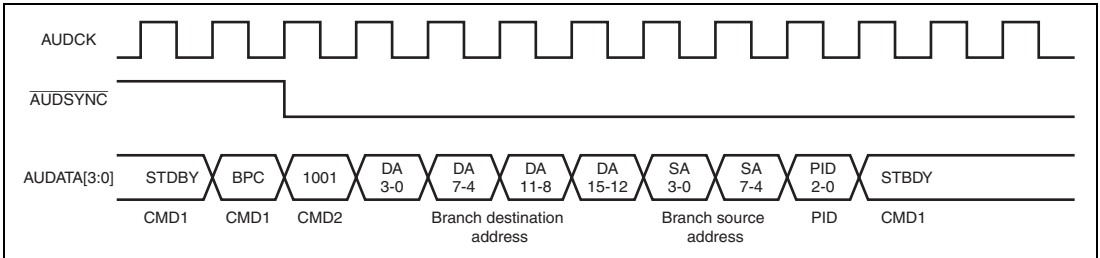 AUDCK
AUDSYNC
AUDATA[3:0]
STDBY
BPC
1001
DA
3-0
DA
7-4
DA
11-8
DA
15-12
SA
3-0
SA
7-4
PID
2-0
STBDY
CMD1
CMD1
CMD2
Branch destination
address
Branch source
address
PID
CMD1